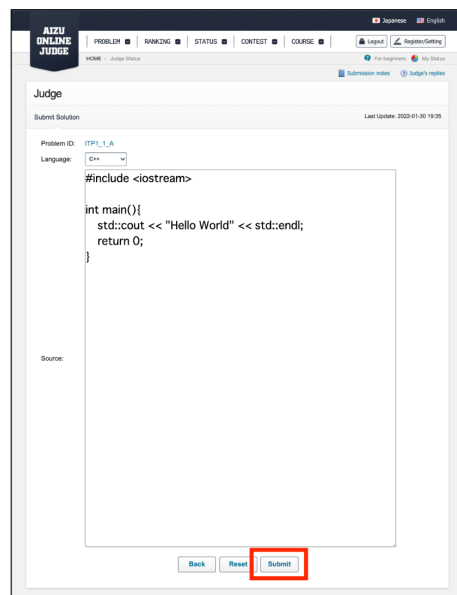 Japanese English
AIZU
ONLINE
JUDGE
PROBLEM RANKING STATUS CONTEST COURSE Logout Register/Setting
HOME - Judge Status For beginners My Status
Submission notes Judge's replies
Judge
Submit Solution Last Update: 2022-01-30 19:35
Problem ID: ITP1_1_A
Language: C++
#include <iostream>
int main(){
std::cout << "Hello World" << std::endl;
return 0;
}
Source:
Back Reset Submit